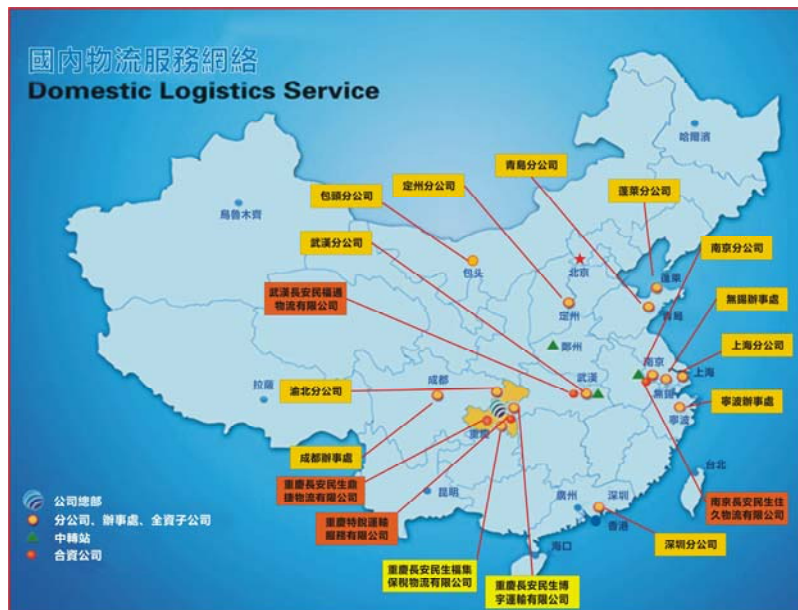 國內物流服務網絡
Domestic Logistics Service
哈爾濱
青島分公司
定州分公司
蓬萊分公司
包頭分公司
烏魯木齊
武漢分公司
南京分公司
包头
北京
蓬萊
武漢長安民福通
物流有限公司
無錫辦事處
定州
青島
鄭州
上海分公司
南京
上海
無錫
成都
武漢
拉薩
渝北分公司
寧波辦事處
寧波
重慶
成都辦事處
台北
重慶長安民生鼎
捷物流有限公司
昆明
廣州
深圳
南京長安民生住
久物流有限公司
公司總部
分公司、辦事處、全資子公司
重慶特銳運輸
服務有限公司
香港
中轉站
海口
深圳分公司
合資公司
重慶長安民生福集
保稅物流有限公司
重慶長安民生博
宇運輸有限公司